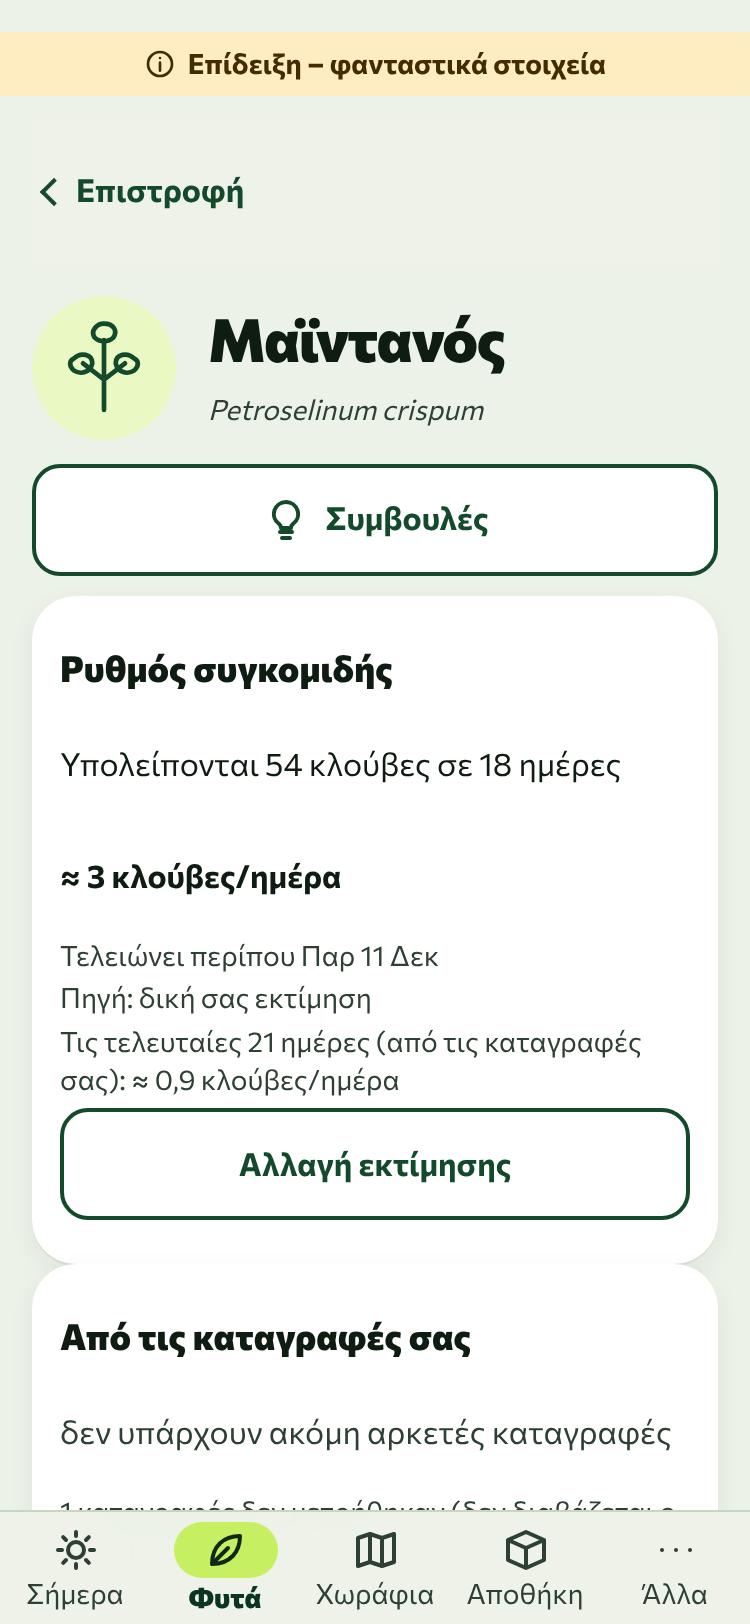 Επίδειξη – φανταστικά στοιχεία
Επιστροφή
Μαϊντανός
Petroselinum crispum
Συμβουλές
Ρυθμός συγκομιδής
Υπολείπονται 54 κλούβες σε 18 ημέρες
≈ 3 κλούβες/ημέρα
Τελειώνει περίπου Παρ 11 Δεκ
Πηγή: δική σας εκτίμηση
Τις τελευταίες 21 ημέρες (από τις καταγραφές
σας): ≈ 0,9 κλούβες/ημέρα
Αλλαγή εκτίμησης
Από τις καταγραφές σας
δεν υπάρχουν ακόμη αρκετές καταγραφές
Σήμερα
Φυτά
Χωράφια
Αποθήκη
Άλλα